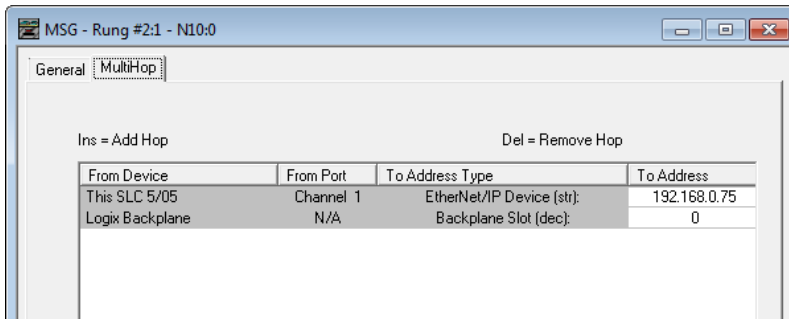 MSG - Rung #2:1 - N10:0
General MultiHop
Ins = Add Hop Del = Remove Hop
From Device From Port To Address Type To Address
This SLC 5/05 Channel 1 EtherNet/IP Device (str): 192.168.0.75
Logix Backplane N/A Backplane Slot (dec): 0